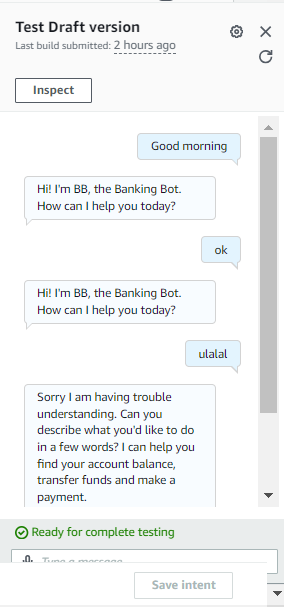 Test Draft version
Last build submitted: 2 hours ago
Inspect
Good morning
Hi! I'm BB, the Banking Bot.
How can I help you today?
ok
Hi! I'm BB, the Banking Bot.
How can I help you today?
ulalal
Sorry I am having trouble
understanding. Can you
describe what you'd like to do
in a few words? I can help you
find your account balance,
transfer funds and make a
payment.
Ready for complete testing
Type a message
Save intent